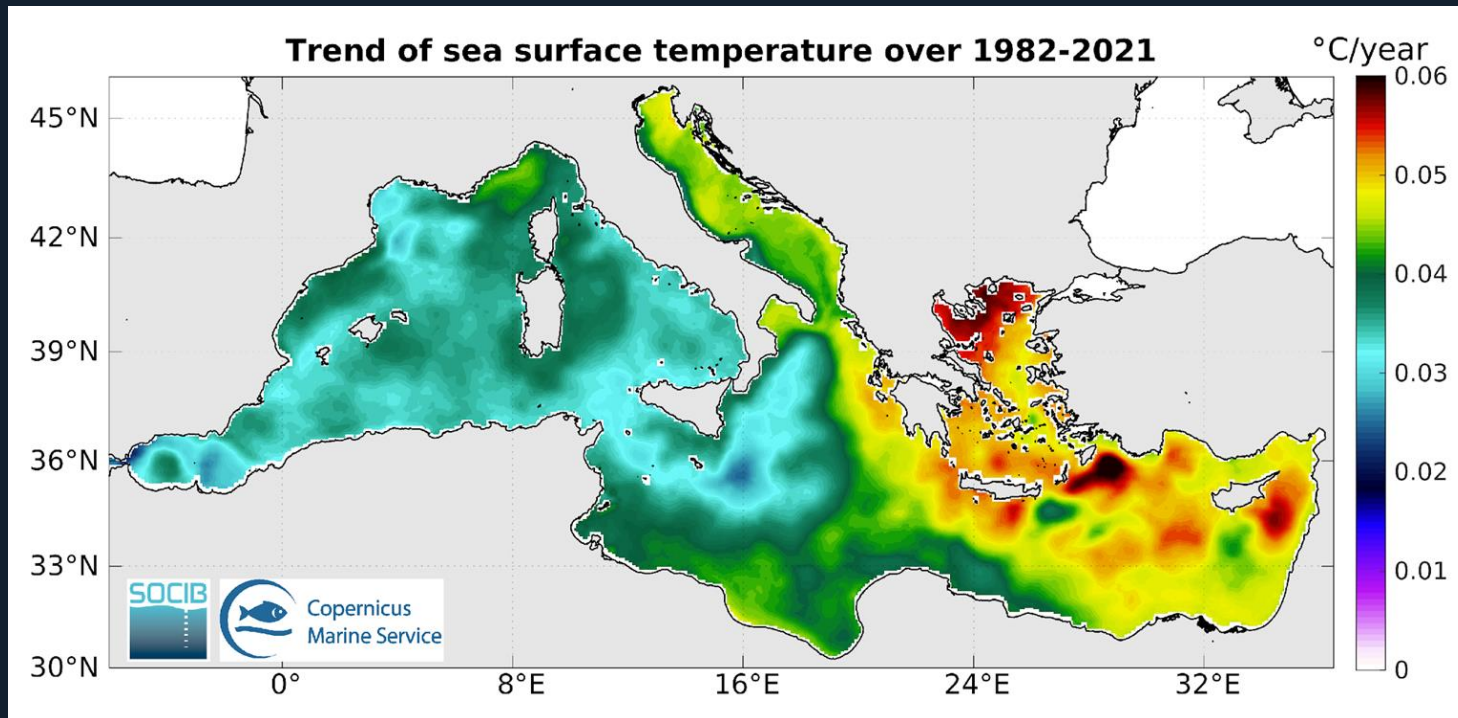 Trend of sea surface temperature over 1982-2021
°C/year
45°N
42°N
39°N
36°N
33°N
30°N
0°
8°E
16°E
24°E
32°E
0.06
0.05
0.04
0.03
0.02
0.01
0
SOCIB
Copernicus
Marine Service